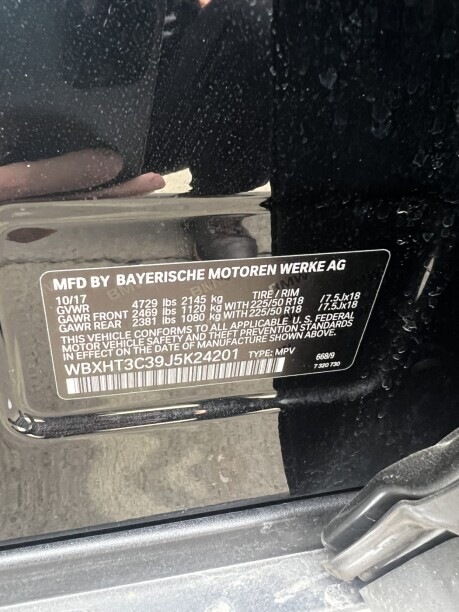 MFD BY BAYERISCHE MOTOREN WERKE AG
10/17 TIRE / RIM
GVWR 4729 lbs 2145 kg
GAWR FRONT 2469 lbs 1120 kg WITH 225/50 R18 /7.5Jx18
GAWR REAR 2381 lbs 1080 kg WITH 225/50 R18 /7.5Jx18
THIS VEHICLE CONFORMS TO ALL APPLICABLE U. S. FEDERAL
MOTOR VEHICLE SAFETY AND THEFT PREVENTION STANDARDS
IN EFFECT ON THE DATE OF MANUFACTURE SHOWN ABOVE.
WBXHT3C39J5K24201 TYPE: MPV 668/9
7 320 730